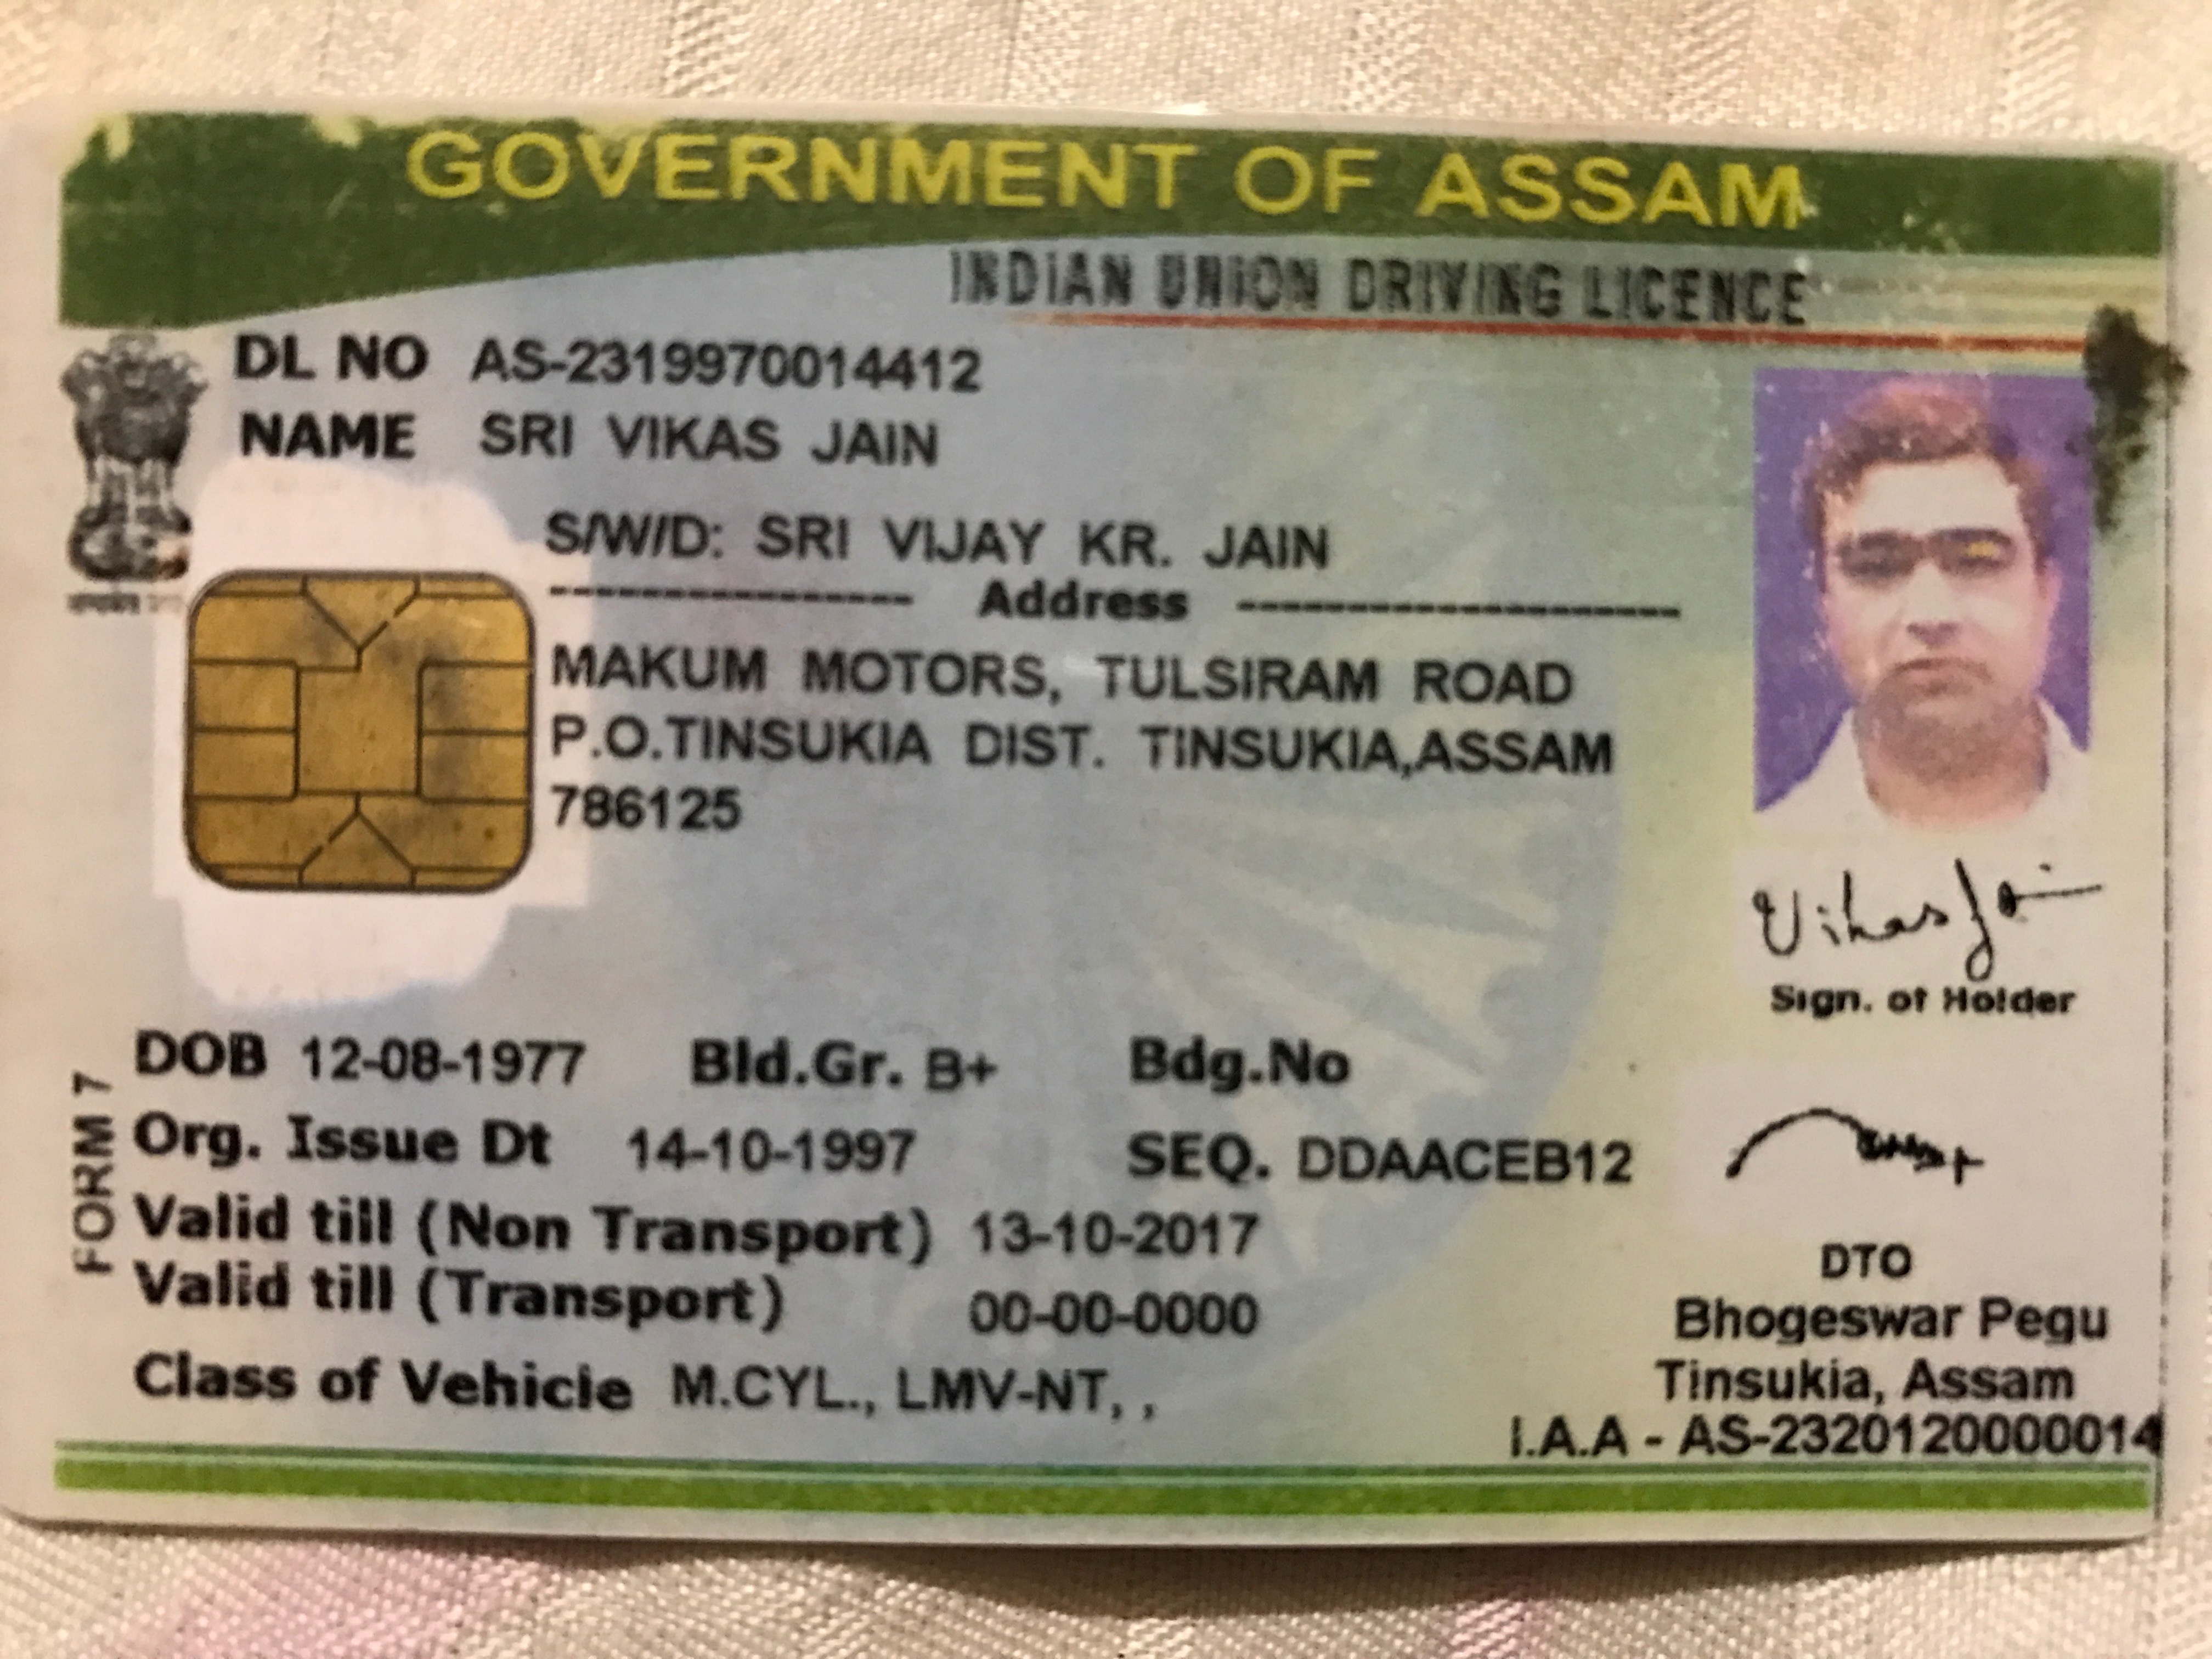 GOVERNMENT OF ASSAM
INDIAN UNION DRIVING LICENCE
DL NO AS-2319970014412
NAME SRI VIKAS JAIN
S/W/D: SRI VIJAY KR. JAIN
---------------- Address --------------------
MAKUM MOTORS, TULSIRAM ROAD
P.O.TINSUKIA DIST. TINSUKIA,ASSAM
786125
DOB 12-08-1977 Bld.Gr. B+ Bdg.No
Sign. of Holder
Org. Issue Dt 14-10-1997 SEQ. DDAACEB12
Valid till (Non Transport) 13-10-2017
Valid till (Transport) 00-00-0000
Class of Vehicle M.CYL., LMV-NT, ,
FORM 7
DTO
Bhogeswar Pegu
Tinsukia, Assam
I.A.A - AS-23201200000014